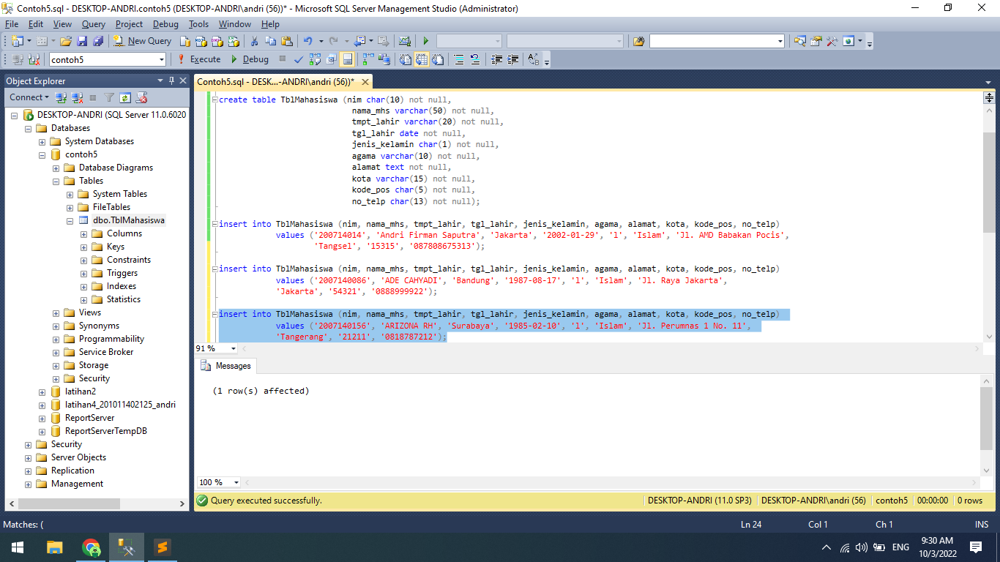 Contoh5.sql - DESKTOP-ANDRI.contoh5 (DESKTOP-ANDRI\andri (56))* - Microsoft SQL Server Management Studio (Administrator)
File Edit View Query Project Debug Tools Window Help
New Query
contoh5 Execute Debug
Object Explorer
Connect
DESKTOP-ANDRI (SQL Server 11.0.6020
Databases
System Databases
contoh5
Database Diagrams
Tables
System Tables
FileTables
dbo.TblMahasiswa
Columns
Keys
Constraints
Triggers
Indexes
Statistics
Views
Synonyms
Programmability
Service Broker
Storage
Security
latihan2
latihan4_201011402125_andri
ReportServer
ReportServerTempDB
Security
Server Objects
Replication
Management
Contoh5.sql - DESK...-ANDRI\andri (56))*
create table TblMahasiswa (nim char(10) not null,
nama_mhs varchar(50) not null,
tmpt_lahir varchar(20) not null,
tgl_lahir date not null,
jenis_kelamin char(1) not null,
agama varchar(10) not null,
alamat text not null,
kota varchar(15) not null,
kode_pos char(5) not null,
no_telp char(13) not null);
insert into TblMahasiswa (nim, nama_mhs, tmpt_lahir, tgl_lahir, jenis_kelamin, agama, alamat, kota, kode_pos, no_telp)
values ('200714014', 'Andri Firman Saputra', 'Jakarta', '2002-01-29', 'l', 'Islam', 'Jl. AMD Babakan Pocis',
'Tangsel', '15315', '087808675313');
insert into TblMahasiswa (nim, nama_mhs, tmpt_lahir, tgl_lahir, jenis_kelamin, agama, alamat, kota, kode_pos, no_telp)
values ('2007140086', 'ADE CAHYADI', 'Bandung', '1987-08-17', 'l', 'Islam', 'Jl. Raya Jakarta',
'Jakarta', '54321', '0888999922');
insert into TblMahasiswa (nim, nama_mhs, tmpt_lahir, tgl_lahir, jenis_kelamin, agama, alamat, kota, kode_pos, no_telp)
values ('2007140156', 'ARIZONA RH', 'Surabaya', '1985-02-10', 'l', 'Islam', 'Jl. Perumnas 1 No. 11',
'Tangerang', '21211', '0818787212');
91 %
Messages
(1 row(s) affected)
100 %
Query executed successfully. DESKTOP-ANDRI (11.0 SP3) DESKTOP-ANDRI\andri (56) contoh5 00:00:00 0 rows
Matches: ( Ln 24 Col 1 Ch 1 INS
ENG
9:30 AM
10/3/2022